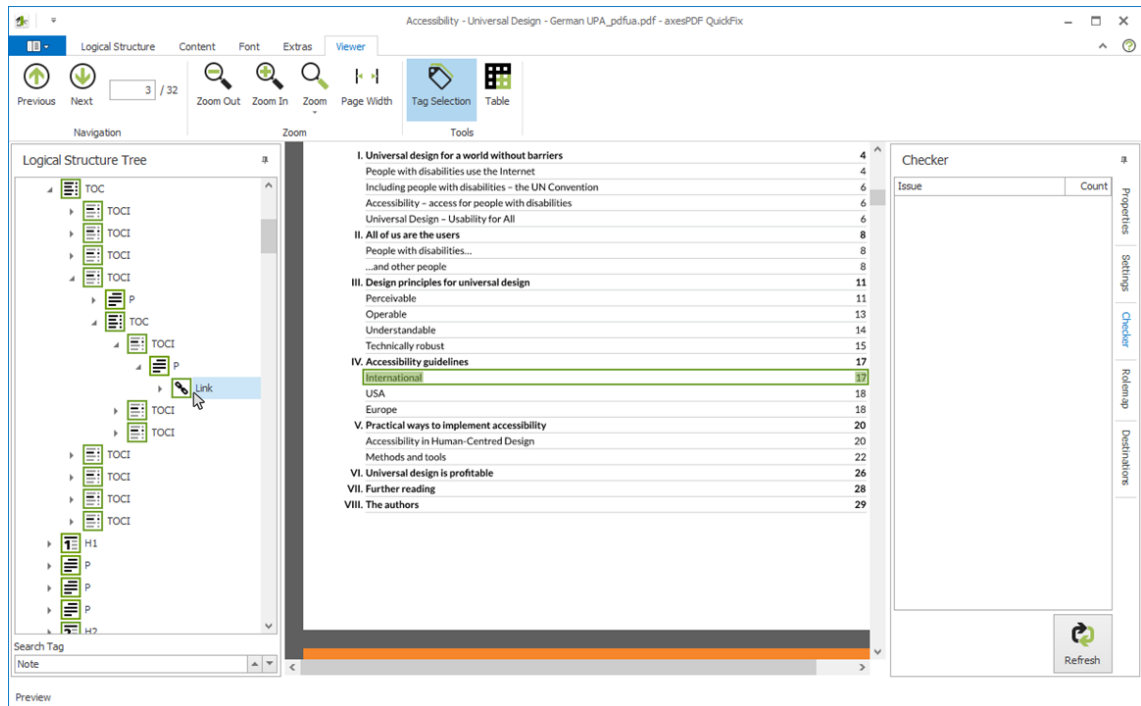 Accessibility - Universal Design - German UPA_pdfua.pdf - axesPDF QuickFix
Logical Structure Content Font Extras Viewer
3 / 32
Previous Next Zoom Out Zoom In Zoom Page Width Tag Selection Table
Navigation Zoom Tools
Logical Structure Tree
TOC
TOCI
TOCI
TOCI
TOCI
P
TOC
TOCI
P
Link
TOCI
TOCI
TOCI
TOCI
TOCI
TOCI
H1
P
P
P
H2
Search Tag
Note
I. Universal design for a world without barriers 4
People with disabilities use the Internet 4
Including people with disabilities – the UN Convention 6
Accessibility – access for people with disabilities 6
Universal Design – Usability for All 6
II. All of us are the users 8
People with disabilities... 8
...and other people 8
III. Design principles for universal design 11
Perceivable 11
Operable 13
Understandable 14
Technically robust 15
IV. Accessibility guidelines 17
International 17
USA 18
Europe 18
V. Practical ways to implement accessibility 20
Accessibility in Human-Centred Design 20
Methods and tools 22
VI. Universal design is profitable 26
VII. Further reading 28
VIII. The authors 29
Checker
Issue Count
Refresh
Properties
Settings
Checker
Rolemap
Destinations
Preview